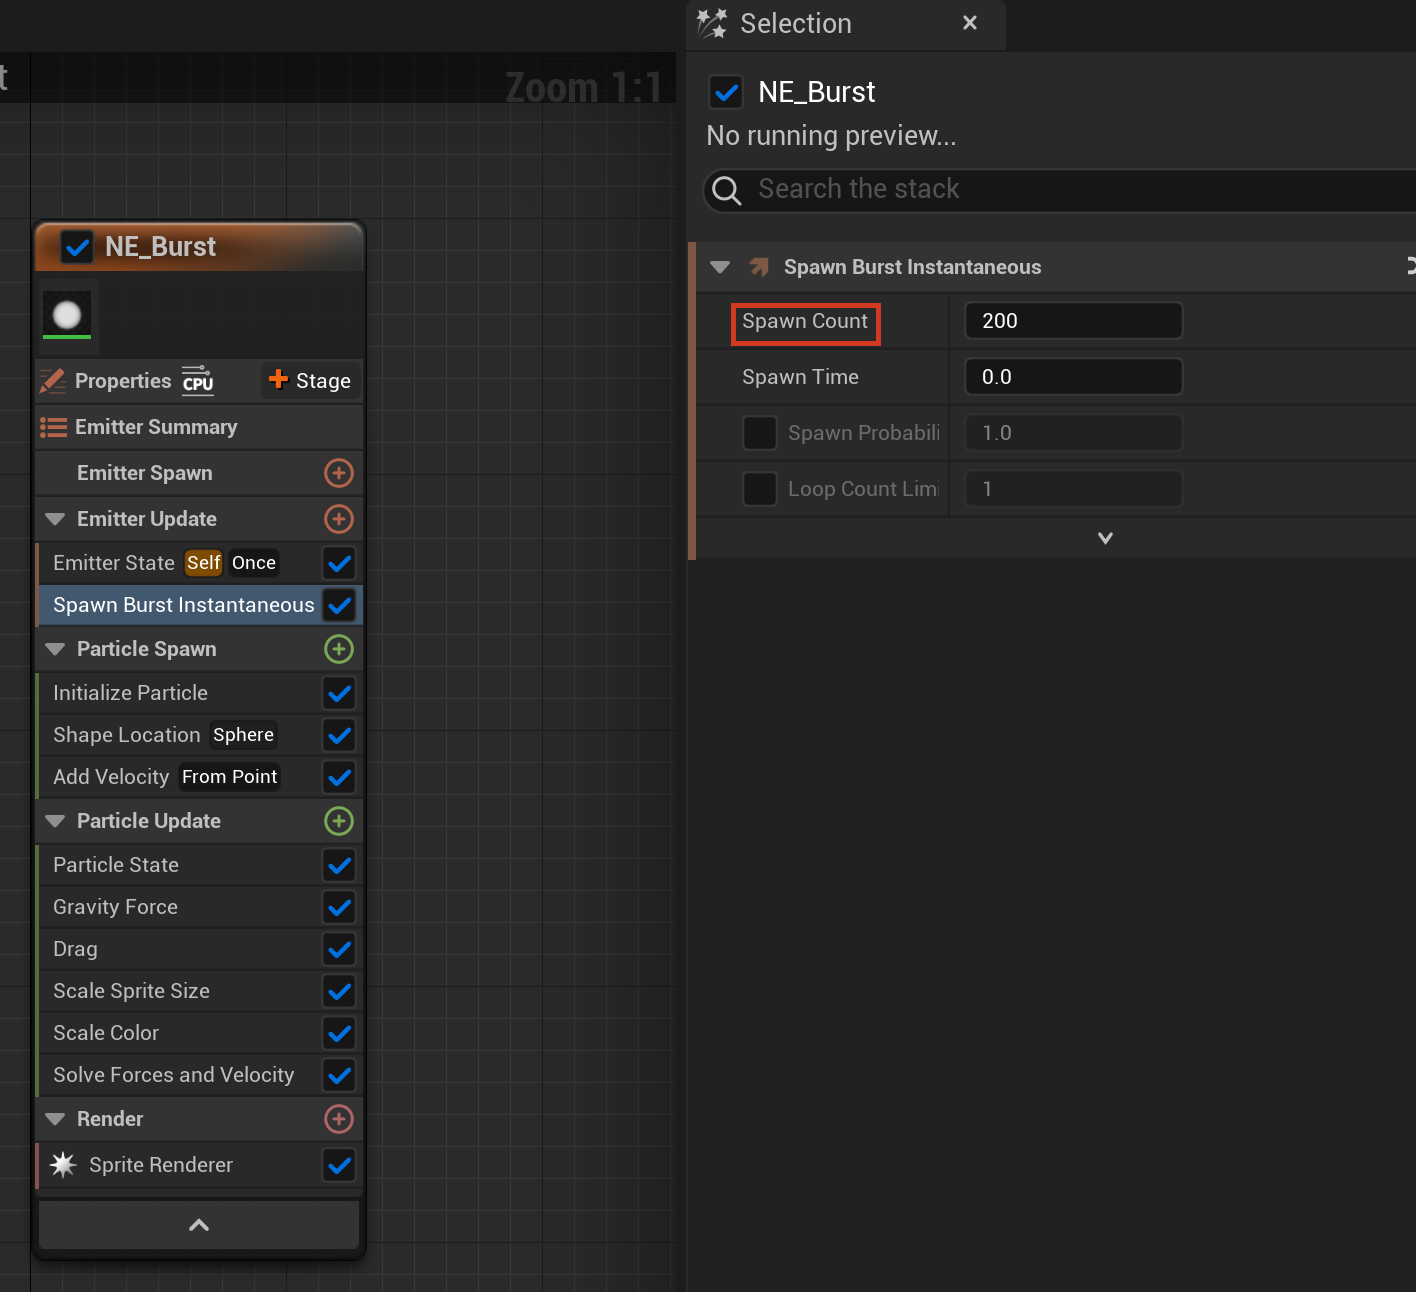 t
Zoom 1:1
NE_Burst
Properties CPU Stage
Emitter Summary
Emitter Spawn
Emitter Update
Emitter State Self Once
Spawn Burst Instantaneous
Particle Spawn
Initialize Particle
Shape Location Sphere
Add Velocity From Point
Particle Update
Particle State
Gravity Force
Drag
Scale Sprite Size
Scale Color
Solve Forces and Velocity
Render
Sprite Renderer
Selection
NE_Burst
No running preview...
Search the stack
Spawn Burst Instantaneous
Spawn Count 200
Spawn Time 0.0
Spawn Probabili 1.0
Loop Count Limi 1